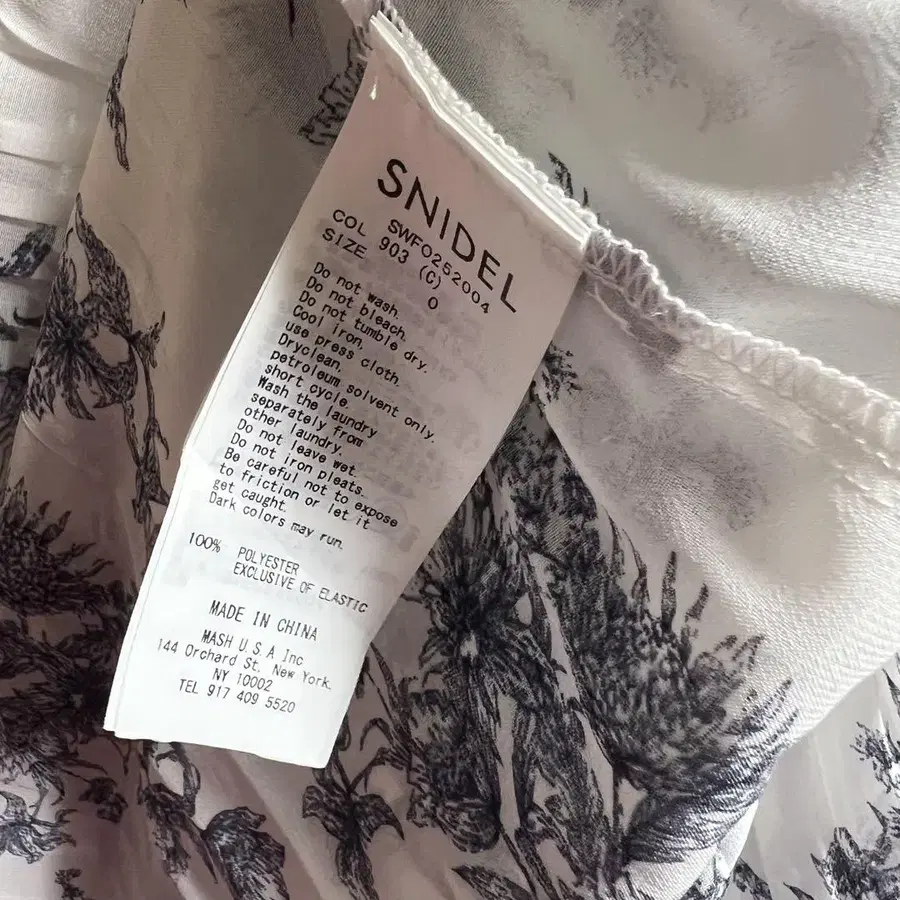 SNIDEL
SWFO252004
COL 903 (C)
SIZE 0
Do not wash.
Do not bleach.
Do not tumble dry.
Cool iron,
use press cloth.
Dryclean,
petroleum solvent only.
short cycle.
Wash the laundry
separately from
other laundry.
Do not leave wet.
Do not iron pleats.
Be careful not to expose
to friction or let it
get caught.
Dark colors may run.
100% POLYESTER
EXCLUSIVE OF ELASTIC
MADE IN CHINA
MASH U.S.A Inc
144 Orchard St. New York.
NY 10002
TEL 917 409 5520